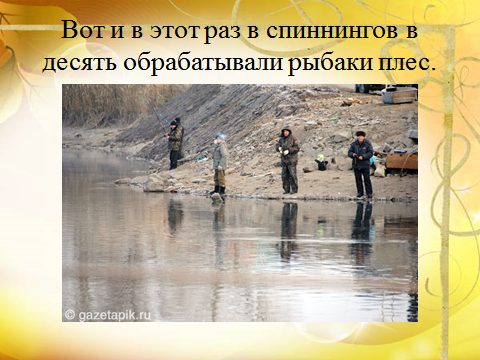 Вот и в этот раз в спиннингов в
десять обрабатывали рыбаки плес.
© gazetapik.ru